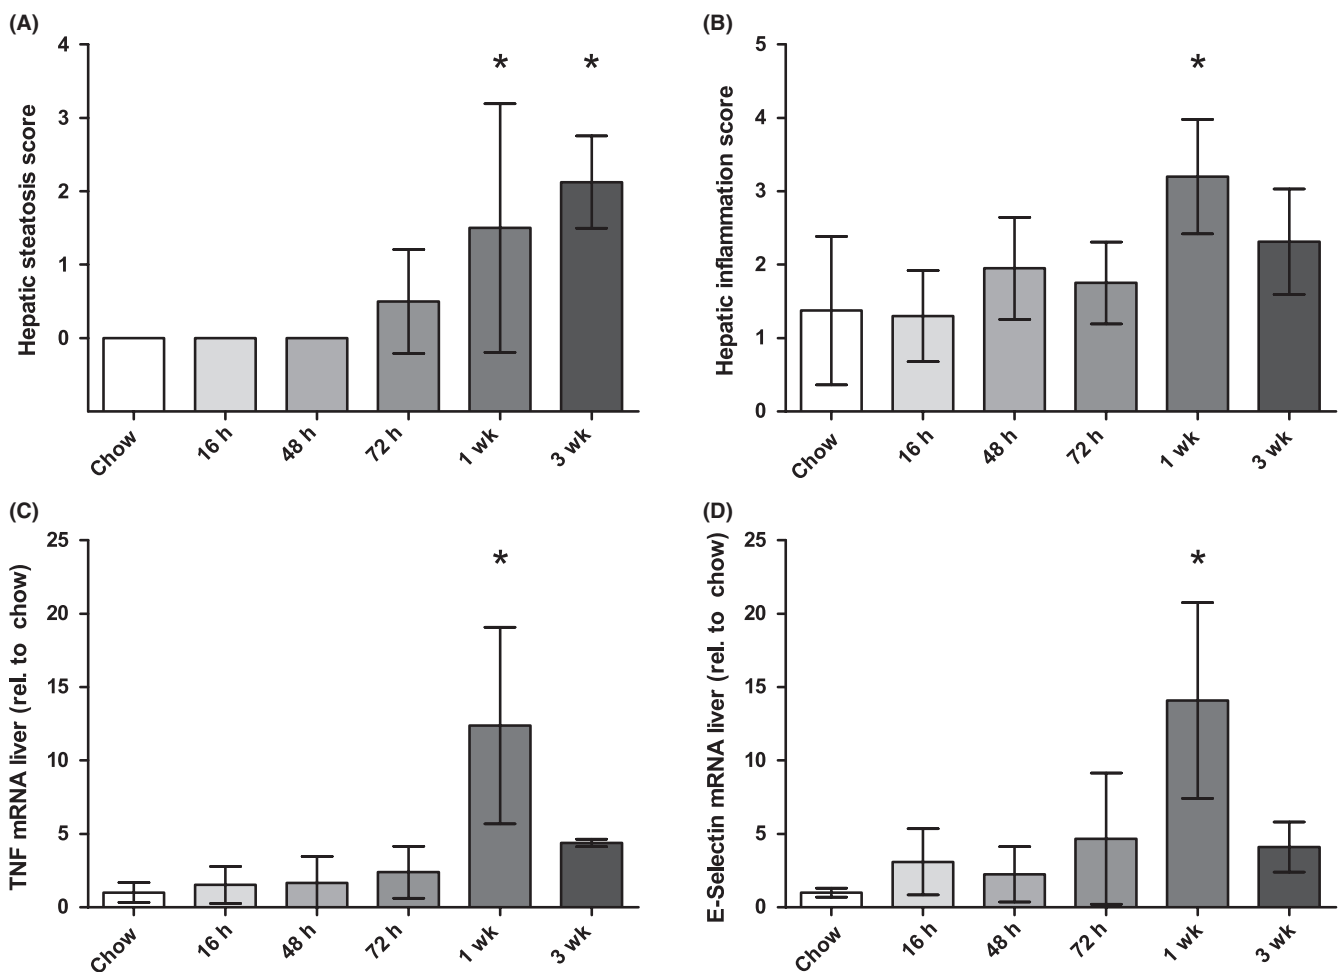 (A)
Hepatic steatosis score
4
3
2
1
0
* *
Chow 16 h 48 h 72 h 1 wk 3 wk
(B)
Hepatic inflammation score
5
4
3
2
1
0
*
Chow 16 h 48 h 72 h 1 wk 3 wk
(C)
TNF mRNA liver (rel. to chow)
25
20
15
10
5
0
*
Chow 16 h 48 h 72 h 1 wk 3 wk
(D)
E-Selectin mRNA liver (rel. to chow)
25
20
15
10
5
0
*
Chow 16 h 48 h 72 h 1 wk 3 wk